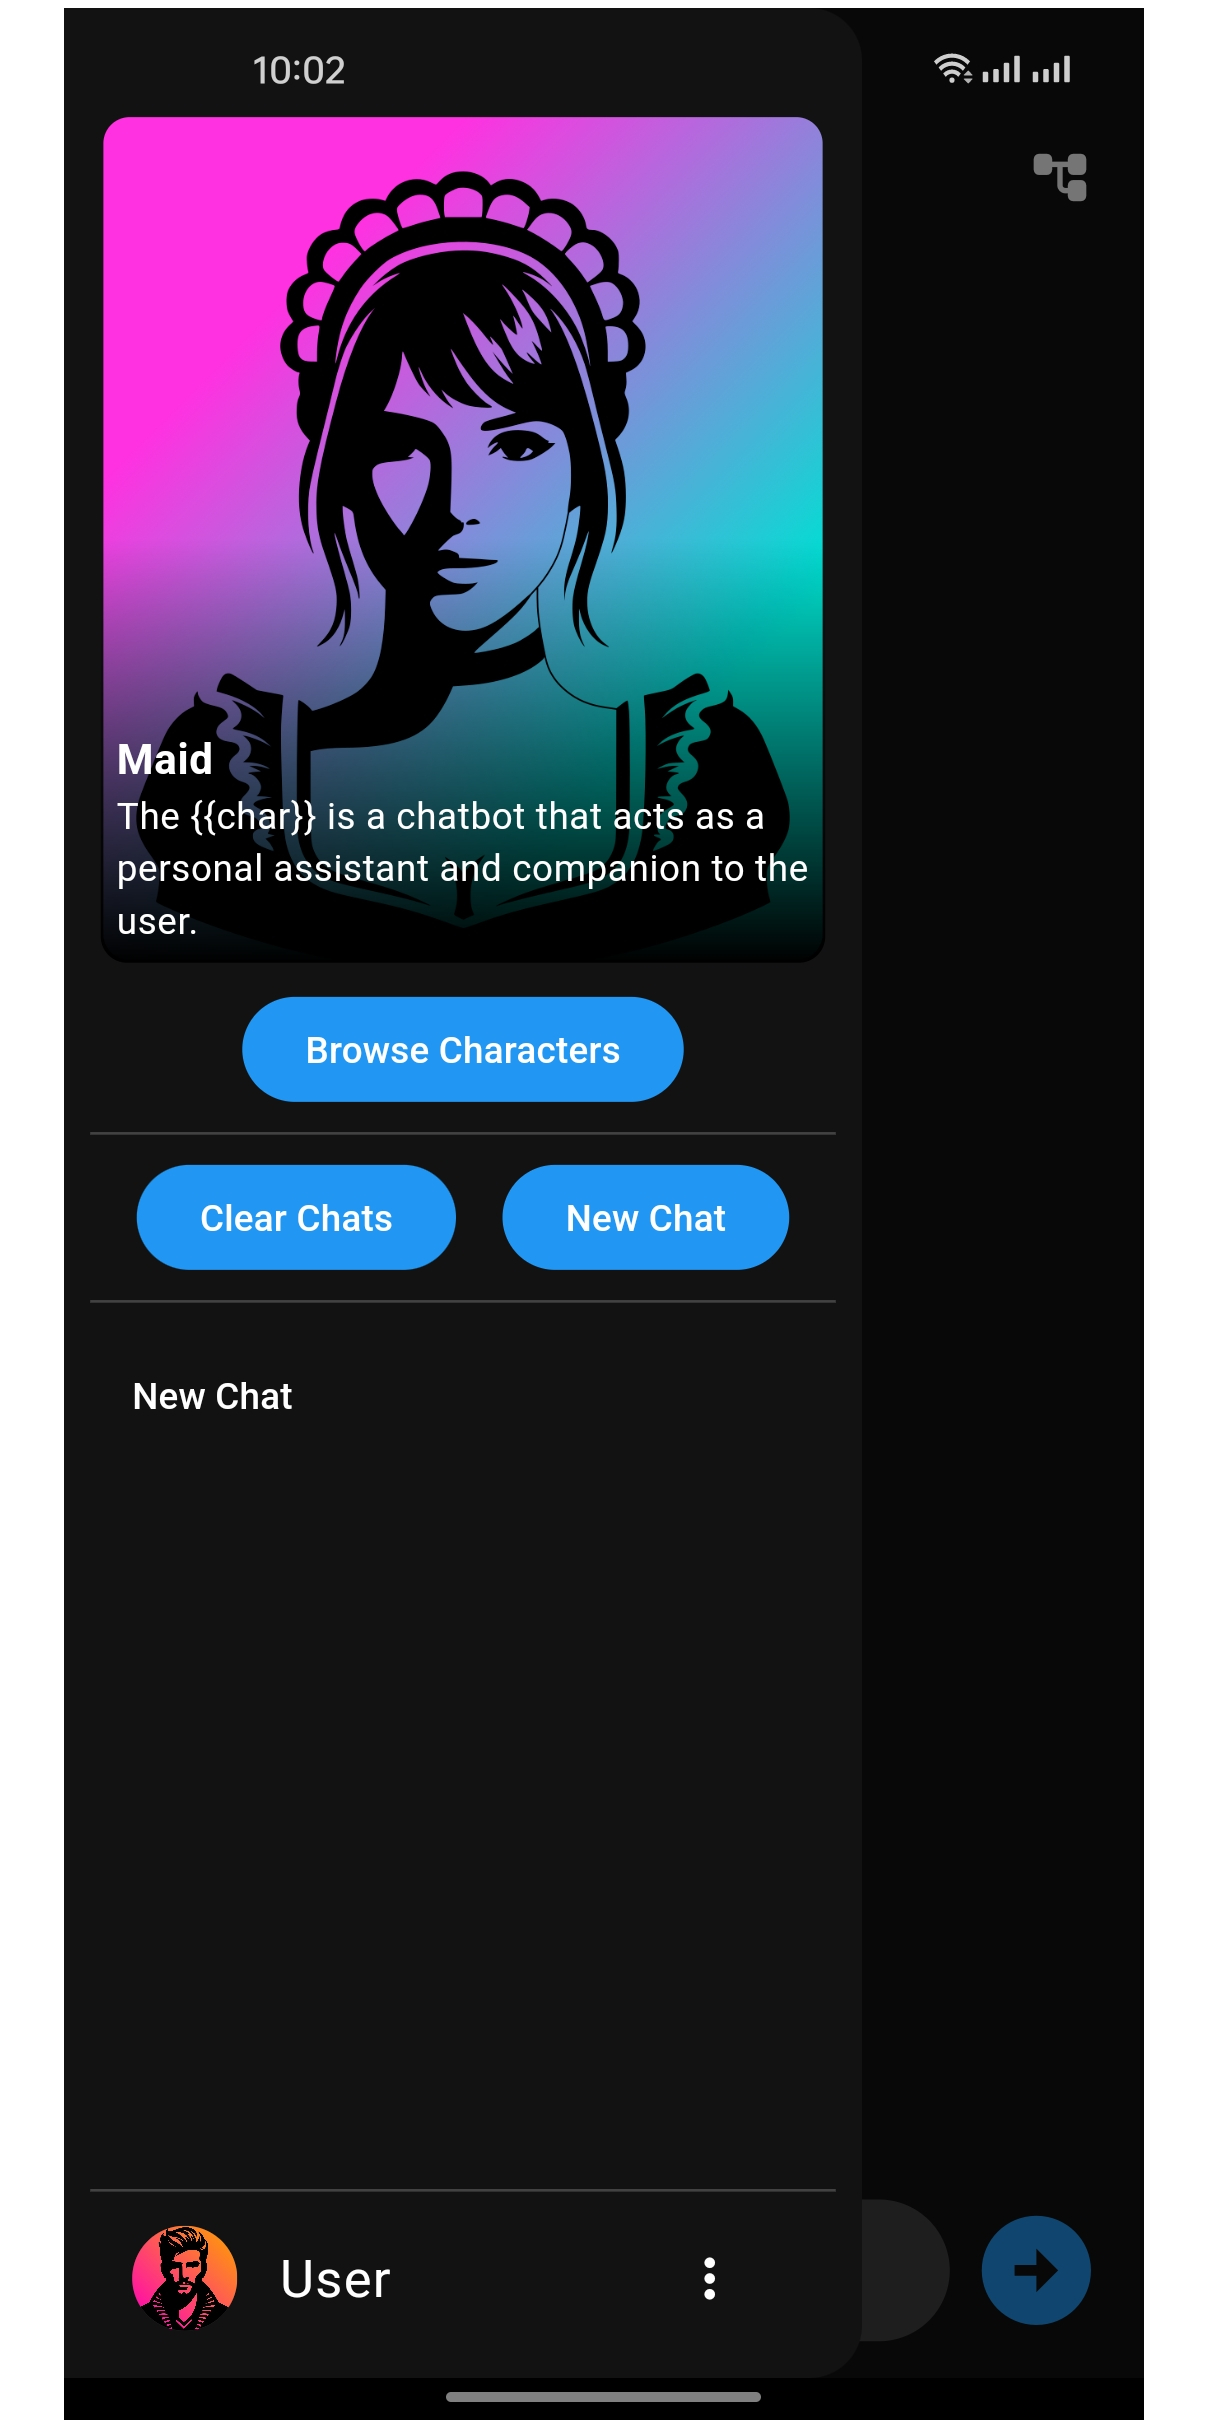 10:02
Maid
The {{char}} is a chatbot that acts as a
personal assistant and companion to the
user.
Browse Characters
Clear Chats
New Chat
New Chat
User